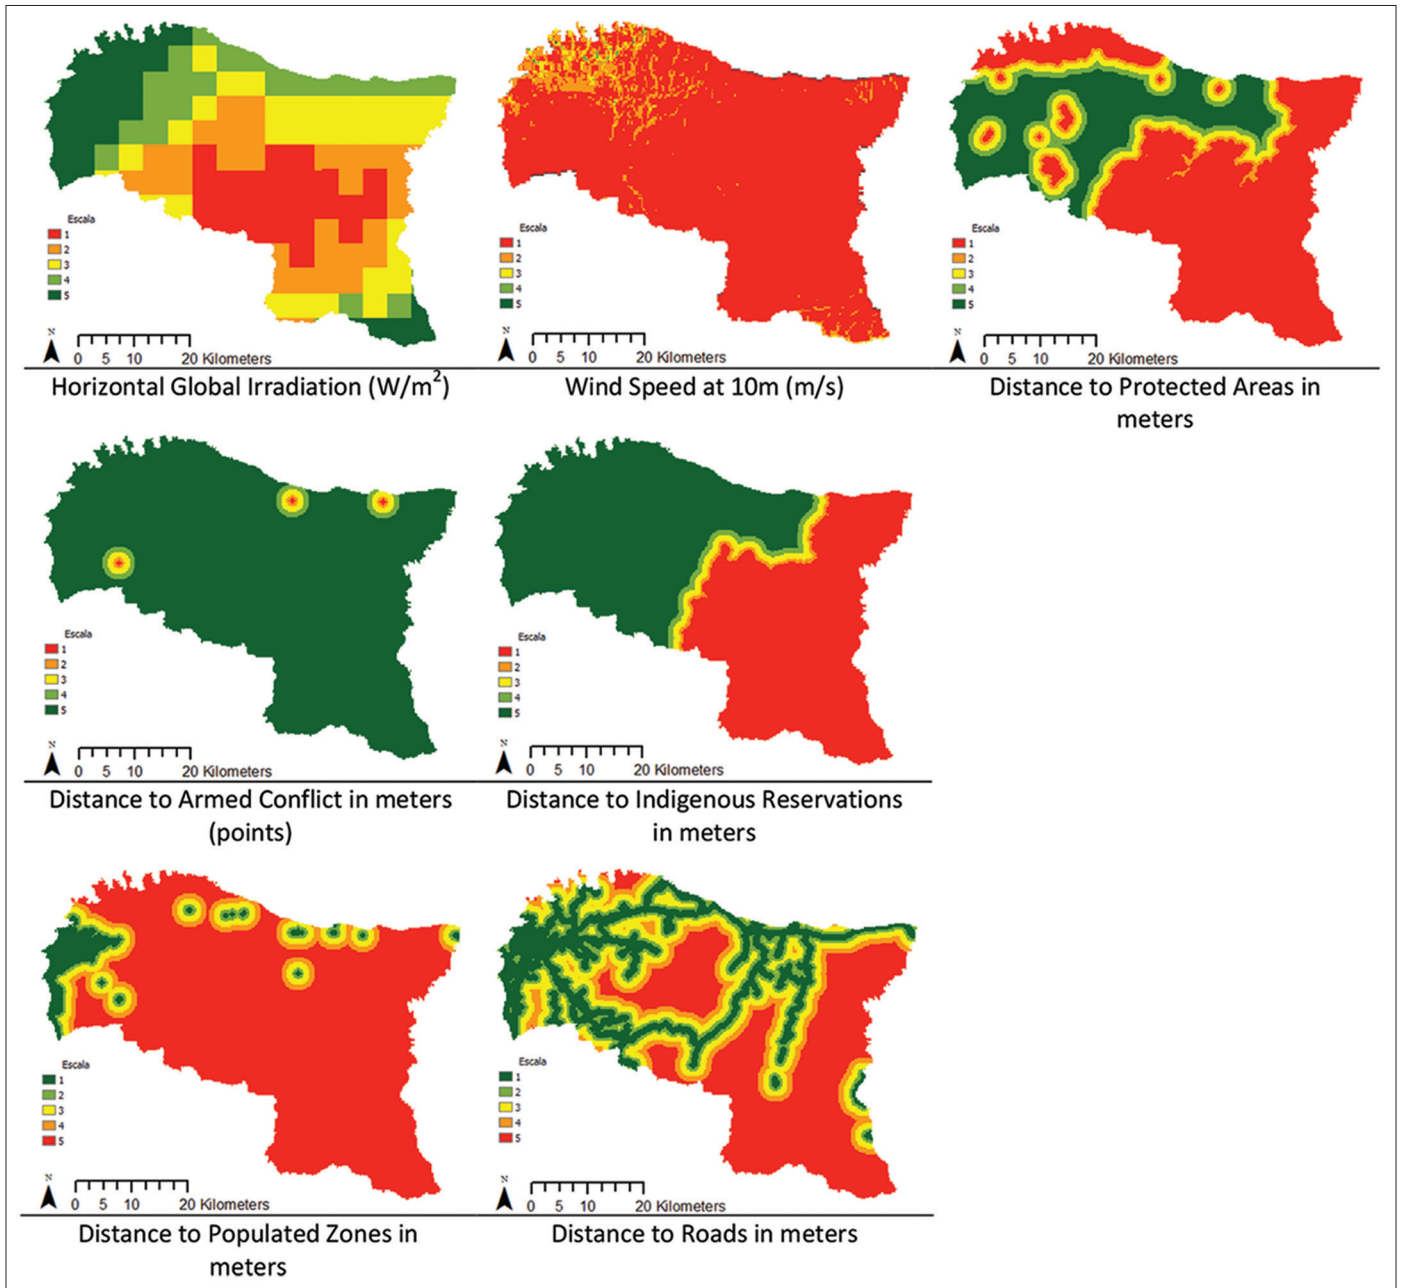 Escala
1
2
3
4
5
N
0 5 10 20 Kilometers
Horizontal Global Irradiation (W/m²)
Escala
1
2
3
4
5
N
0 5 10 20 Kilometers
Wind Speed at 10m (m/s)
Escala
1
2
3
4
5
N
0 5 10 20 Kilometers
Distance to Protected Areas in
meters
Escala
1
2
3
4
5
N
0 5 10 20 Kilometers
Distance to Armed Conflict in meters
(points)
Escala
1
2
3
4
5
N
0 5 10 20 Kilometers
Distance to Indigenous Reservations
in meters
Escala
1
2
3
4
5
N
0 5 10 20 Kilometers
Distance to Populated Zones in
meters
Escala
1
2
3
4
5
N
0 5 10 20 Kilometers
Distance to Roads in meters